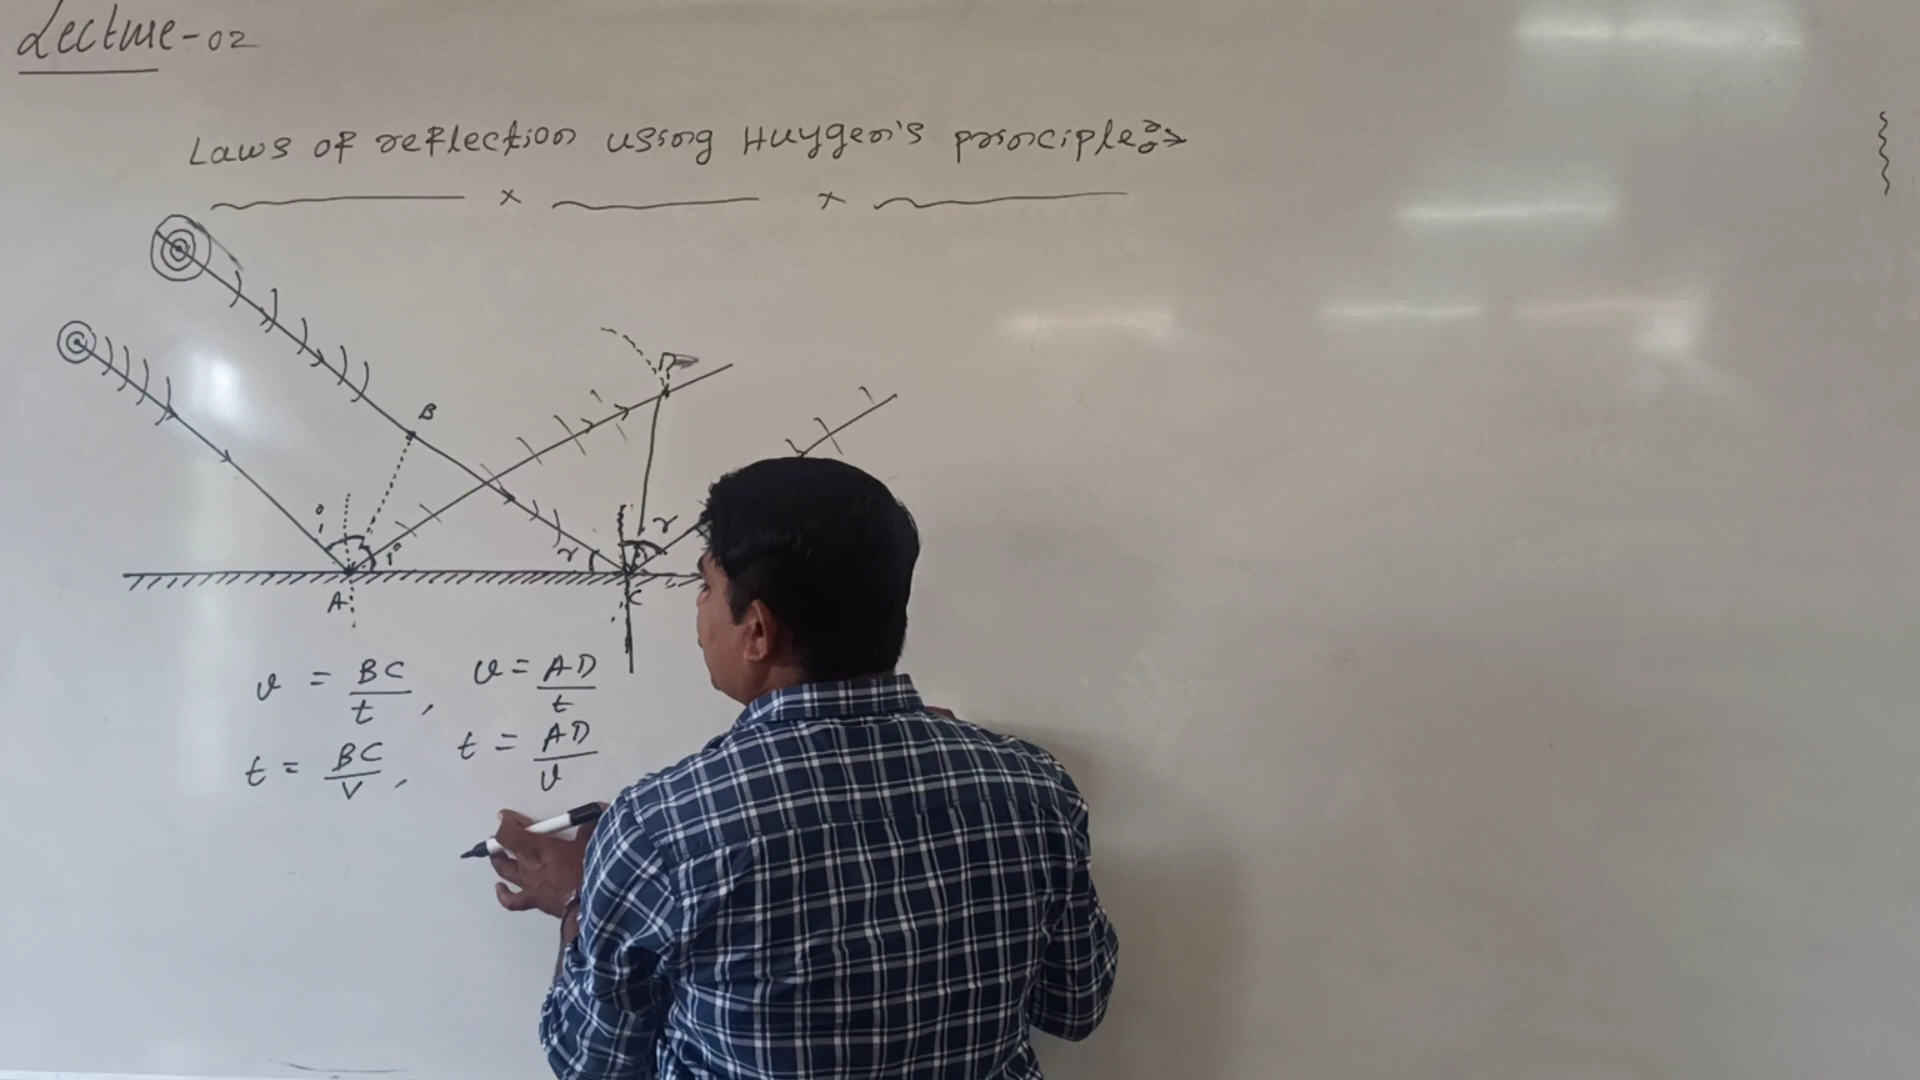 Lecture-02
Laws of reflection using Huygen's principle:→
B
D
i
i
r
r
A
C
v = BC/t, v = AD/t
t = BC/V, t = AD/v